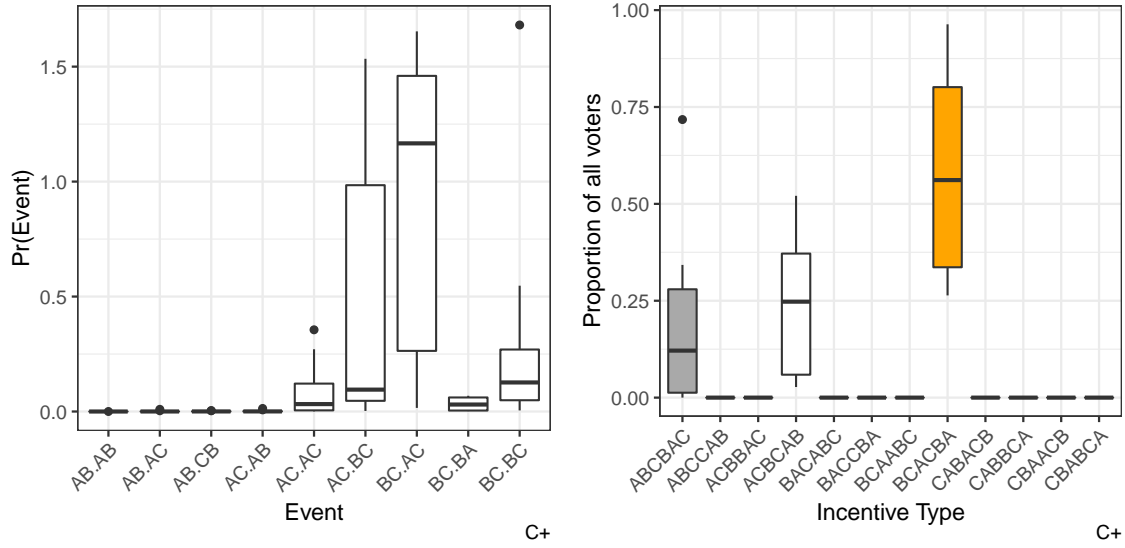 Pr(Event)
1.5
1.0
0.5
0.0
AB.AB
AB.AC
AB.CB
AC.AB
AC.AC
AC.BC
BC.AC
BC.BA
BC.BC
Event
C+
Proportion of all voters
1.00
0.75
0.50
0.25
0.00
ABCBAC
ABCCAB
ACBBAC
ACBCAB
BACABC
BACCBA
BCAABC
BCACBA
CABACB
CABBCA
CBAACB
CBABCA
Incentive Type
C+